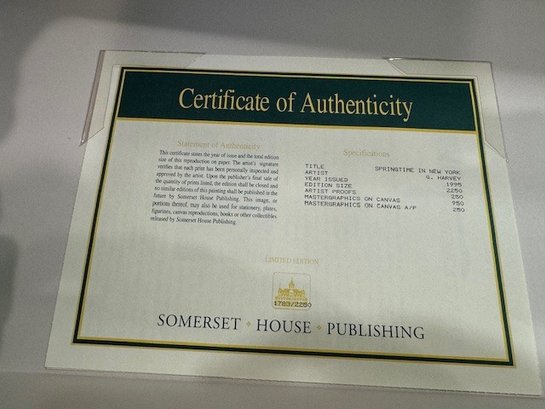 Certificate of Authenticity
Statement of Authenticity
This certificate states the year of issue and the total edition
size of this reproduction on paper. The artist's signature
verifies that each print has been personally inspected and
approved by the artist. Upon the publisher's final sale of
the quantity of prints listed, the edition shall be closed and
no similar editions of this painting shall be published in the
future by Somerset House Publishing. This image, or
portions thereof, may also be used for stationery, plates,
figurines, canvas reproductions, books or other collectibles
released by Somerset House Publishing.
Specifications
TITLE SPRINGTIME IN NEW YORK
ARTIST G. HARVEY
YEAR ISSUED 1995
EDITION SIZE 2250
ARTIST PROOFS 250
MASTERGRAPHICS ON CANVAS 950
MASTERGRAPHICS ON CANVAS A/P 250
LIMITED EDITION
1783/2250
SOMERSET HOUSE PUBLISHING